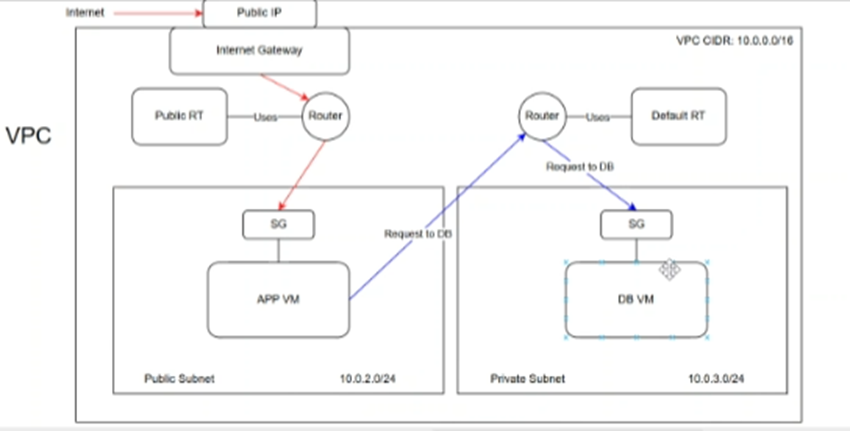 Internet
Public IP
Internet Gateway
VPC CIDR: 10.0.0.0/16
Public RT
Uses
Router
Router
Uses
Default RT
VPC
Request to DB
SG
SG
Request to DB
APP VM
DB VM
Public Subnet
10.0.2.0/24
Private Subnet
10.0.3.0/24